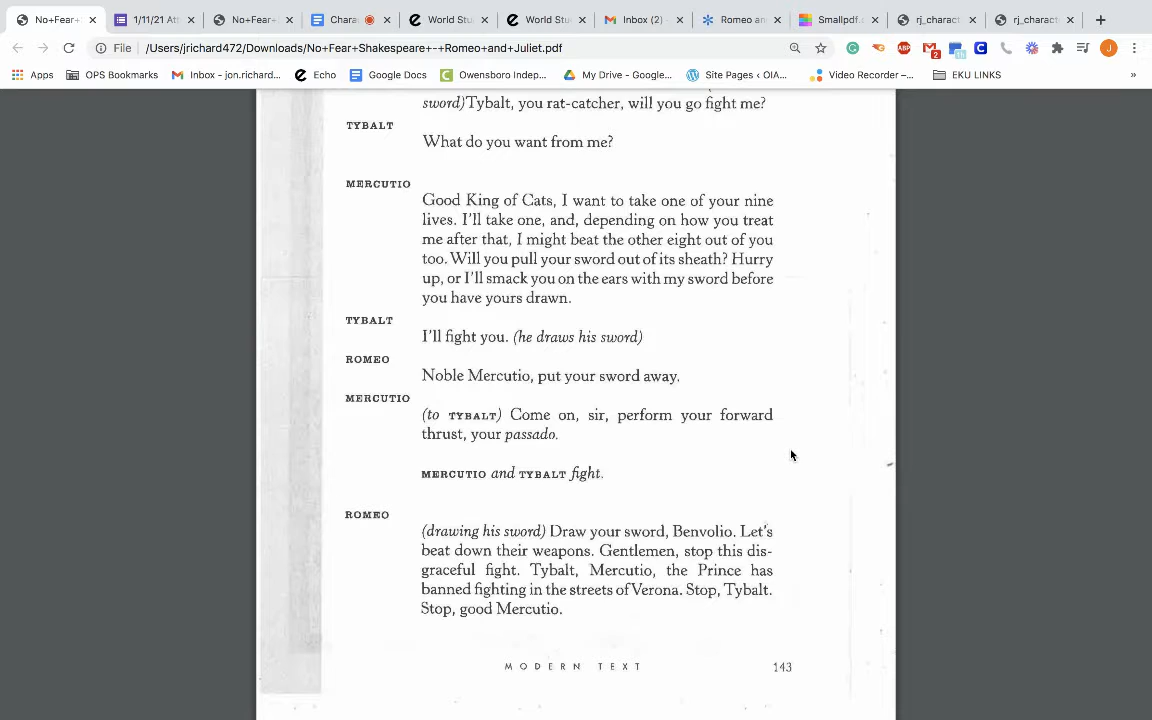 No+Fear+
1/11/21 Att
No+Fear+
Chara
World Stu
World Stu
Inbox (2)
Romeo an
Smallpdf.c
rj_charact
rj_charact
File /Users/jrichard472/Downloads/No+Fear+Shakespeare+-+Romeo+and+Juliet.pdf
Apps OPS Bookmarks Inbox - jon.richard... Echo Google Docs Owensboro Indep... My Drive - Google... Site Pages ‹ OIA... Video Recorder –... EKU LINKS »
sword)Tybalt, you rat-catcher, will you go fight me?
TYBALT
What do you want from me?
MERCUTIO
Good King of Cats, I want to take one of your nine
lives. I'll take one, and, depending on how you treat
me after that, I might beat the other eight out of you
too. Will you pull your sword out of its sheath? Hurry
up, or I'll smack you on the ears with my sword before
you have yours drawn.
TYBALT
I'll fight you. (he draws his sword)
ROMEO
Noble Mercutio, put your sword away.
MERCUTIO
(to TYBALT) Come on, sir, perform your forward
thrust, your passado.
MERCUTIO and TYBALT fight.
ROMEO
(drawing his sword) Draw your sword, Benvolio. Let's
beat down their weapons. Gentlemen, stop this dis-
graceful fight. Tybalt, Mercutio, the Prince has
banned fighting in the streets of Verona. Stop, Tybalt.
Stop, good Mercutio.
MODERN TEXT 143